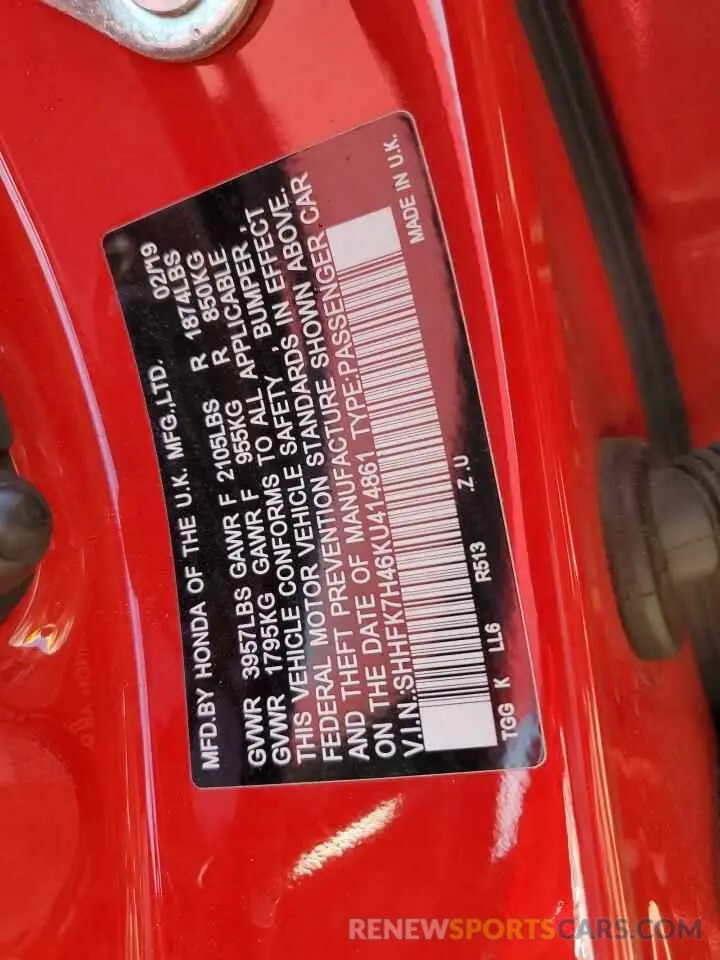 MFD.BY HONDA OF THE U.K. MFG.,LTD. 02/19
GVWR 3957LBS GAWR F 2105LBS R 1874LBS
GVWR 1795KG GAWR F 955KG R 850KG
THIS VEHICLE CONFORMS TO ALL APPLICABLE
FEDERAL MOTOR VEHICLE SAFETY, BUMPER,
AND THEFT PREVENTION STANDARDS IN EFFECT
ON THE DATE OF MANUFACTURE SHOWN ABOVE.
V.I.N.:SHHFK7H46KU414861 TYPE:PASSENGER CAR
TGG K LL6 R513 .Z.U MADE IN U.K.
RENEWSPORTSCARS.COM